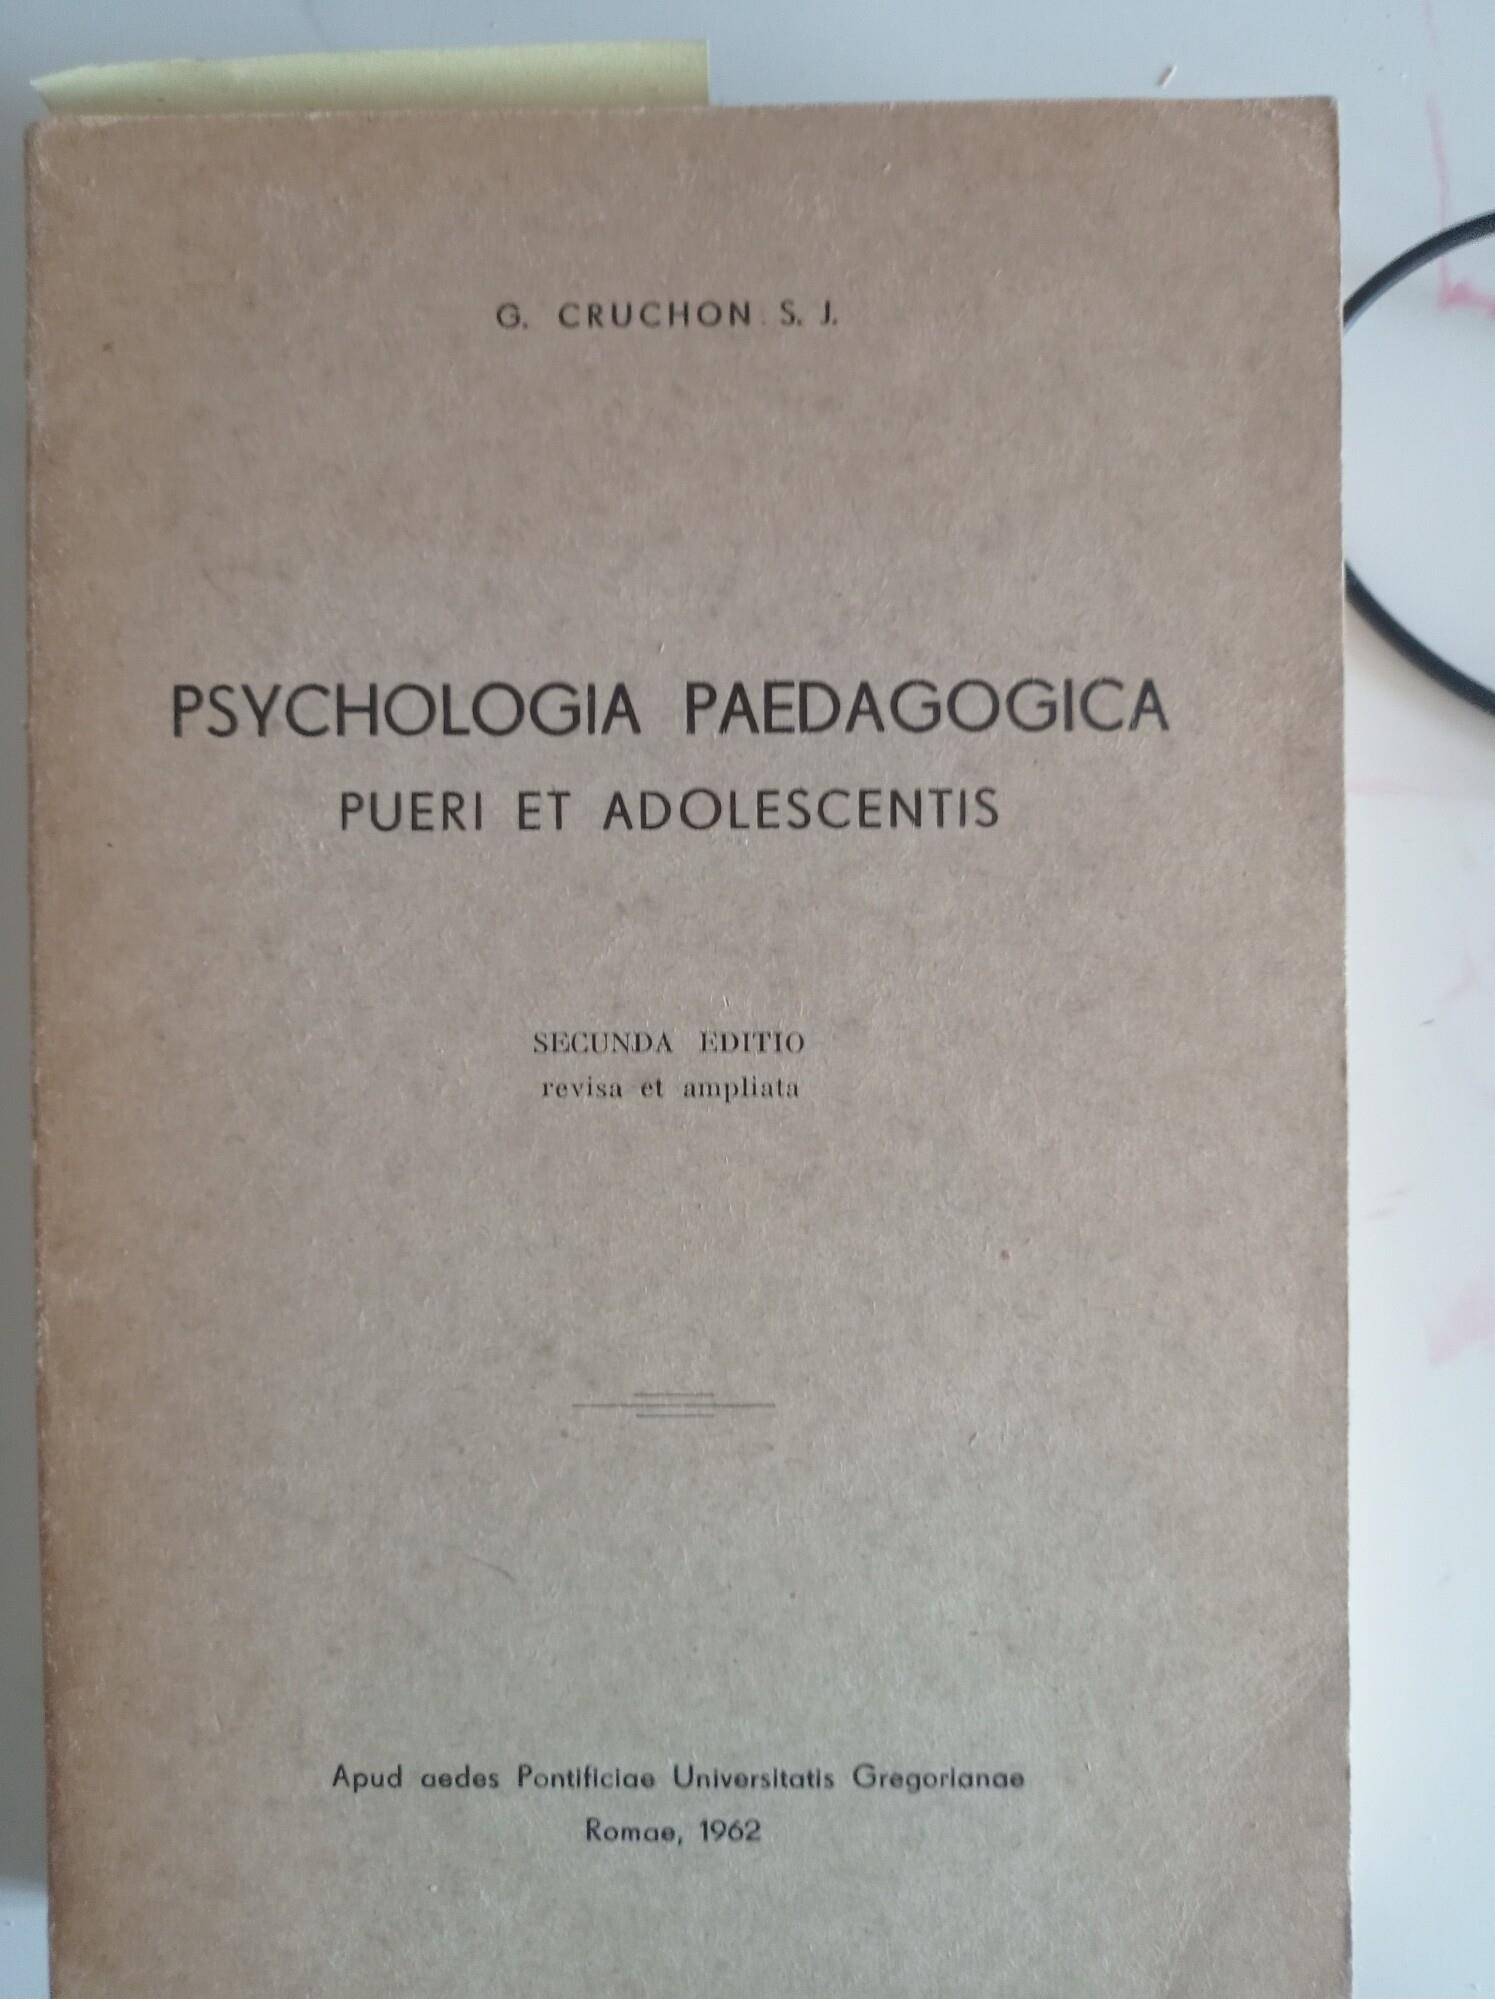 G. CRUCHON S. J.
PSYCHOLOGIA PAEDAGOGICA
PUERI ET ADOLESCENTIS
SECUNDA EDITIO
revisa et ampliata
Apud aedes Pontificiae Universitatis Gregorianae
Romae, 1962